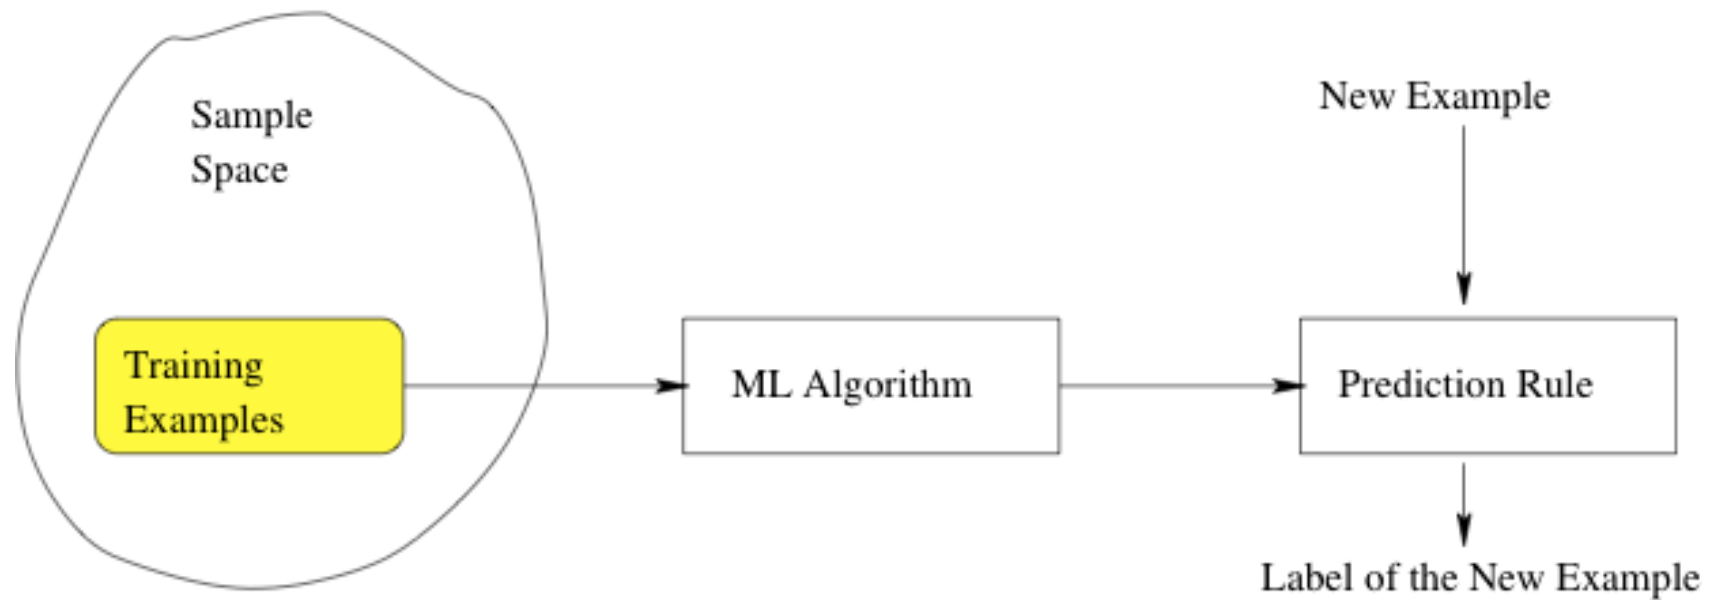 Sample
Space
Training
Examples
ML Algorithm
New Example
Prediction Rule
Label of the New Example